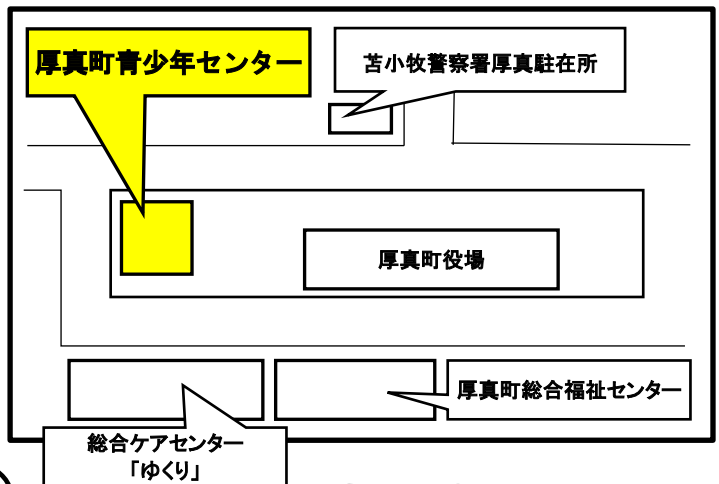 厚真町青少年センター
苫小牧警察署厚真駐在所
厚真町役場
厚真町総合福祉センター
総合ケアセンター
「ゆくり」